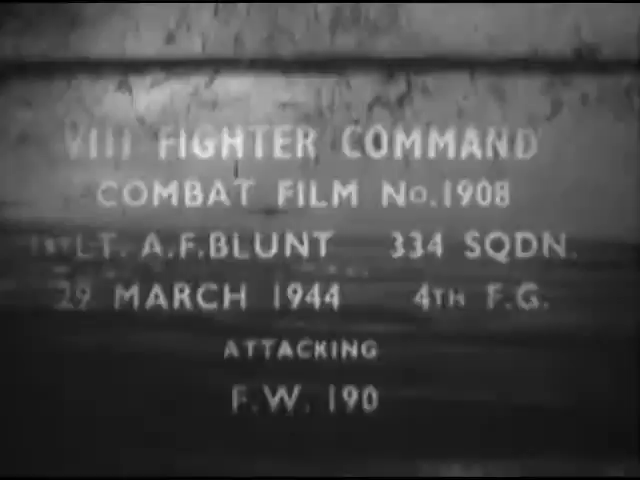 VIII FIGHTER COMMAND
COMBAT FILM No.1908
1ST LT. A.F.BLUNT 334 SQDN.
29 MARCH 1944 4TH F.G.
ATTACKING
F.W. 190